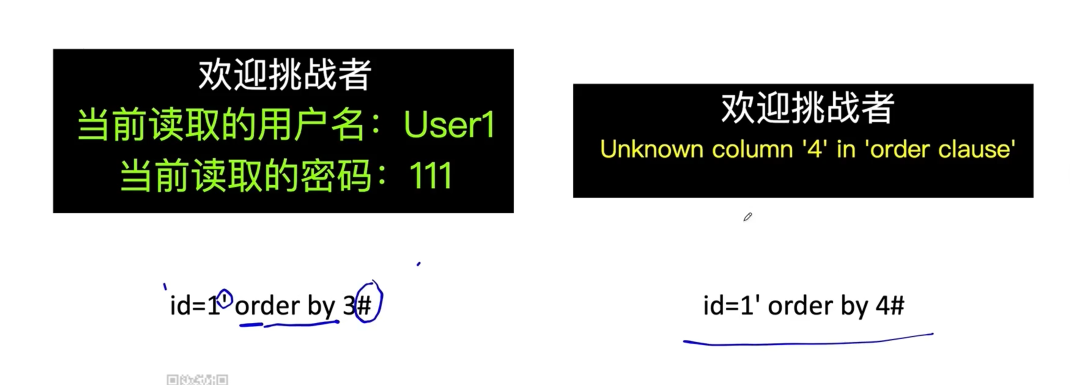 欢迎挑战者
当前读取的用户名：User1
当前读取的密码：111
id=1' order by 3#
欢迎挑战者
Unknown column '4' in 'order clause'
id=1' order by 4#